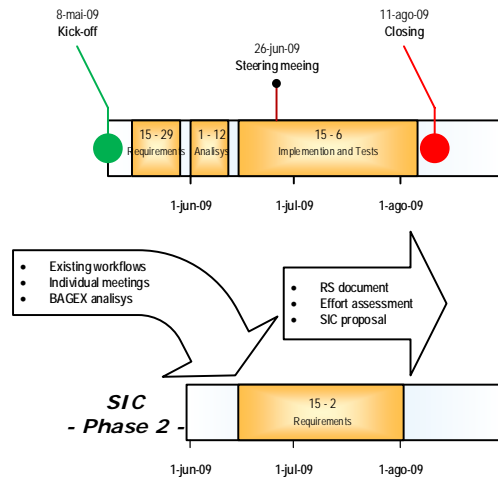 8-mai-09
Kick-off
11-ago-09
Closing
26-jun-09
Steering meeing
15 - 29
Requirements
1 - 12
Analisys
15 - 6
Implemention and Tests
1-jun-09
1-jul-09
1-ago-09
• Existing workflows
• Individual meetings
• BAGEX analisys
• RS document
• Effort assessment
• SIC proposal
SIC
- Phase 2 -
15 - 2
Requirements
1-jun-09
1-jul-09
1-ago-09